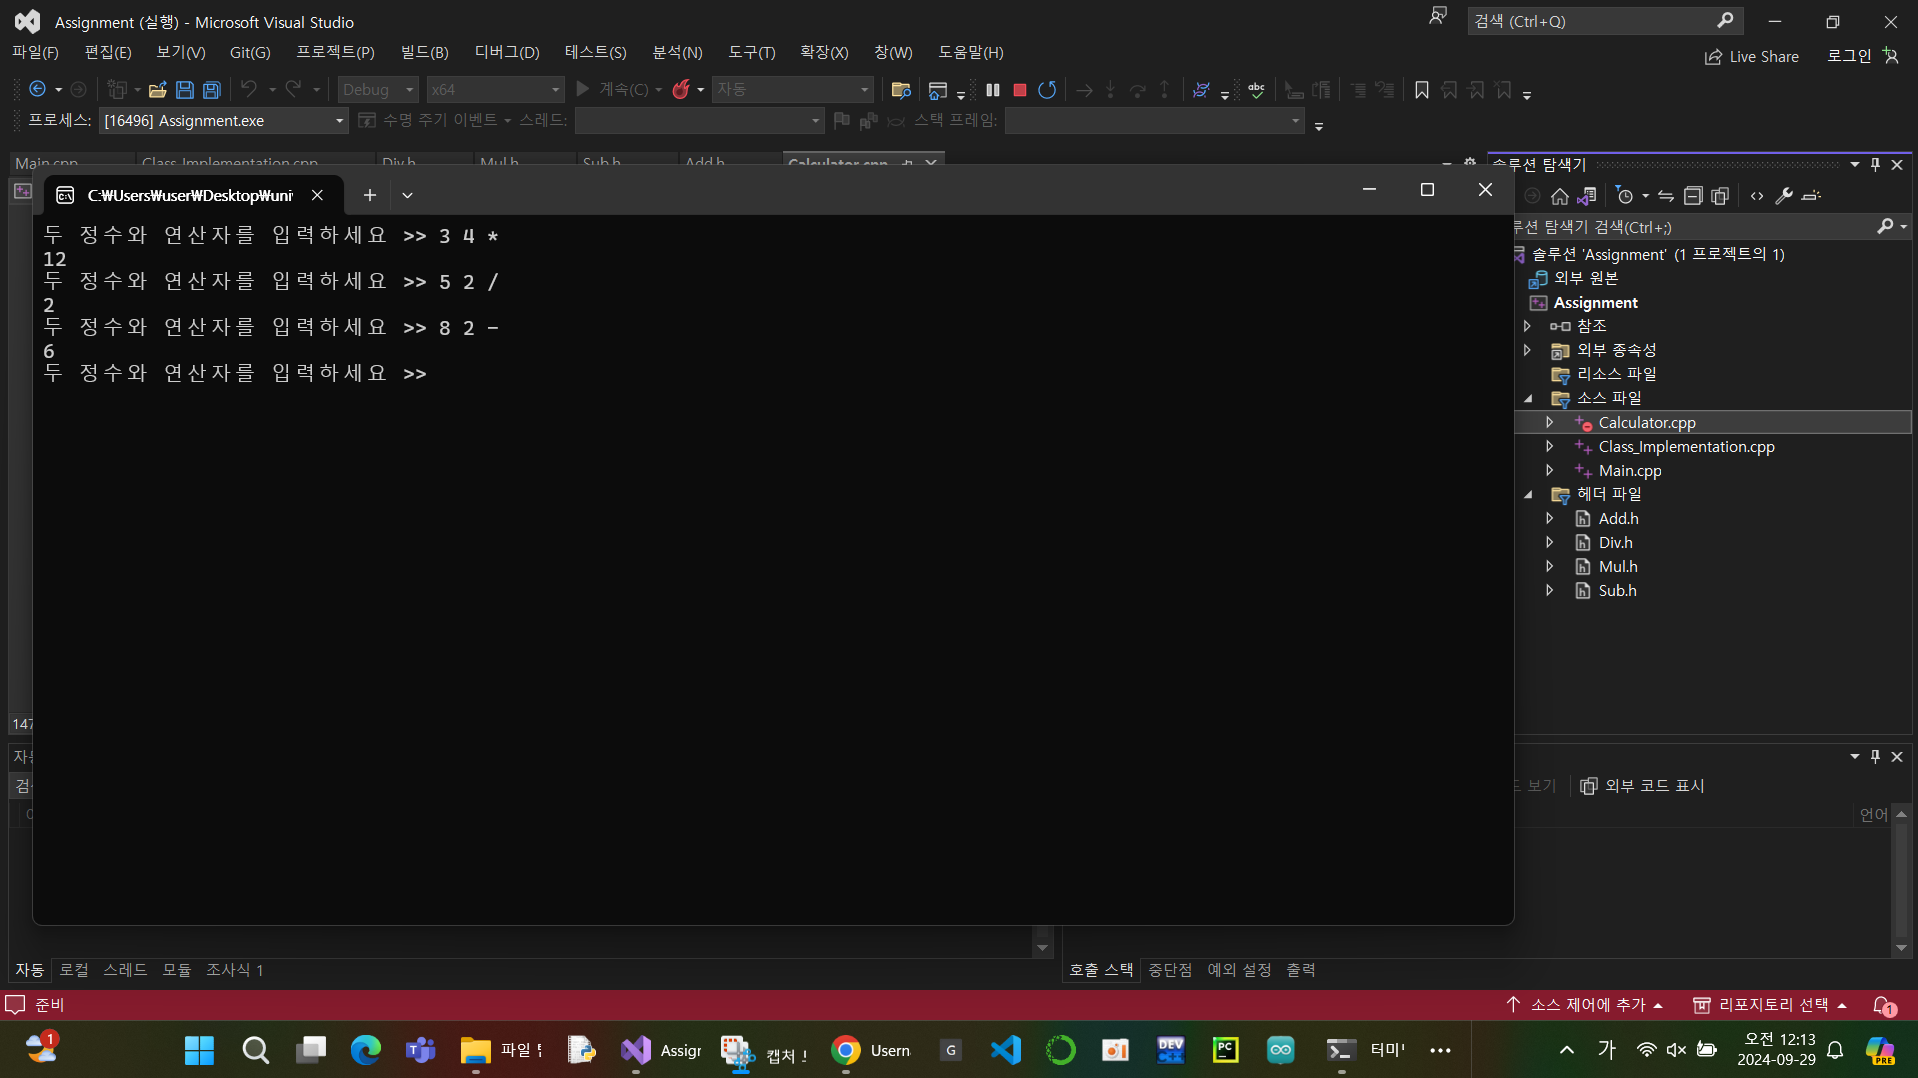 Assignment (실행) - Microsoft Visual Studio
검색 (Ctrl+Q)
파일(F) 편집(E) 보기(V) Git(G) 프로젝트(P) 빌드(B) 디버그(D) 테스트(S) 분석(N) 도구(T) 확장(X) 창(W) 도움말(H)
Live Share 로그인
Debug x64 계속(C) 자동
프로세스: [16496] Assignment.exe 수명 주기 이벤트 스레드: 스택 프레임:
Main.cpp Class_Implementation.cpp Div.h Mul.h Sub.h Add.h Calculator.cpp
C:₩Users₩user₩Desktop₩uni
두 정수와 연산자를 입력하세요 >> 3 4 *
12
두 정수와 연산자를 입력하세요 >> 5 2 /
2
두 정수와 연산자를 입력하세요 >> 8 2 -
6
두 정수와 연산자를 입력하세요 >>
솔루션 탐색기
루션 탐색기 검색(Ctrl+;)
솔루션 'Assignment' (1 프로젝트의 1)
외부 원본
Assignment
참조
외부 종속성
리소스 파일
소스 파일
Calculator.cpp
Class_Implementation.cpp
Main.cpp
헤더 파일
Add.h
Div.h
Mul.h
Sub.h
147
보기 외부 코드 표시
언어
자동 로컬 스레드 모듈 조사식 1
호출 스택 중단점 예외 설정 출력
준비
소스 제어에 추가 리포지토리 선택 1
1 파일 Assigr 캡처 ! Usern G DEV PC 터미 가 PRE
오전 12:13
2024-09-29